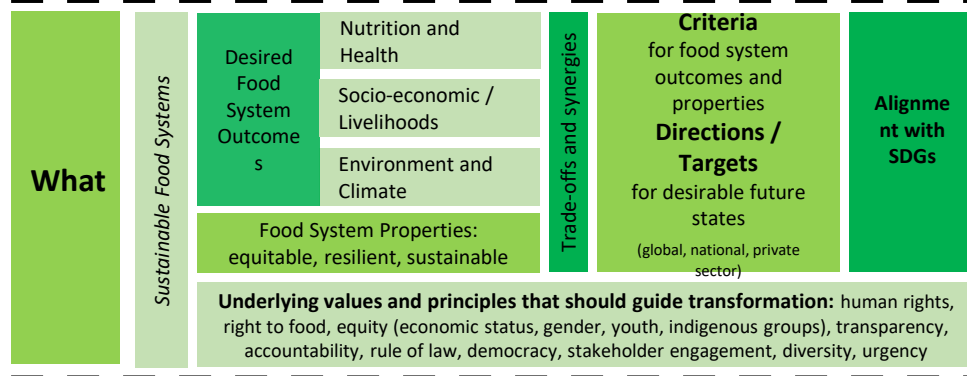 What
Sustainable Food Systems
Desired
Food
System
Outcome
s
Nutrition and
Health
Socio-economic /
Livelihoods
Environment and
Climate
Food System Properties:
equitable, resilient, sustainable
Trade-offs and synergies
Criteria
for food system
outcomes and
properties
Directions /
Targets
for desirable future
states
(global, national, private
sector)
Alignme
nt with
SDGs
Underlying values and principles that should guide transformation: human rights,
right to food, equity (economic status, gender, youth, indigenous groups), transparency,
accountability, rule of law, democracy, stakeholder engagement, diversity, urgency